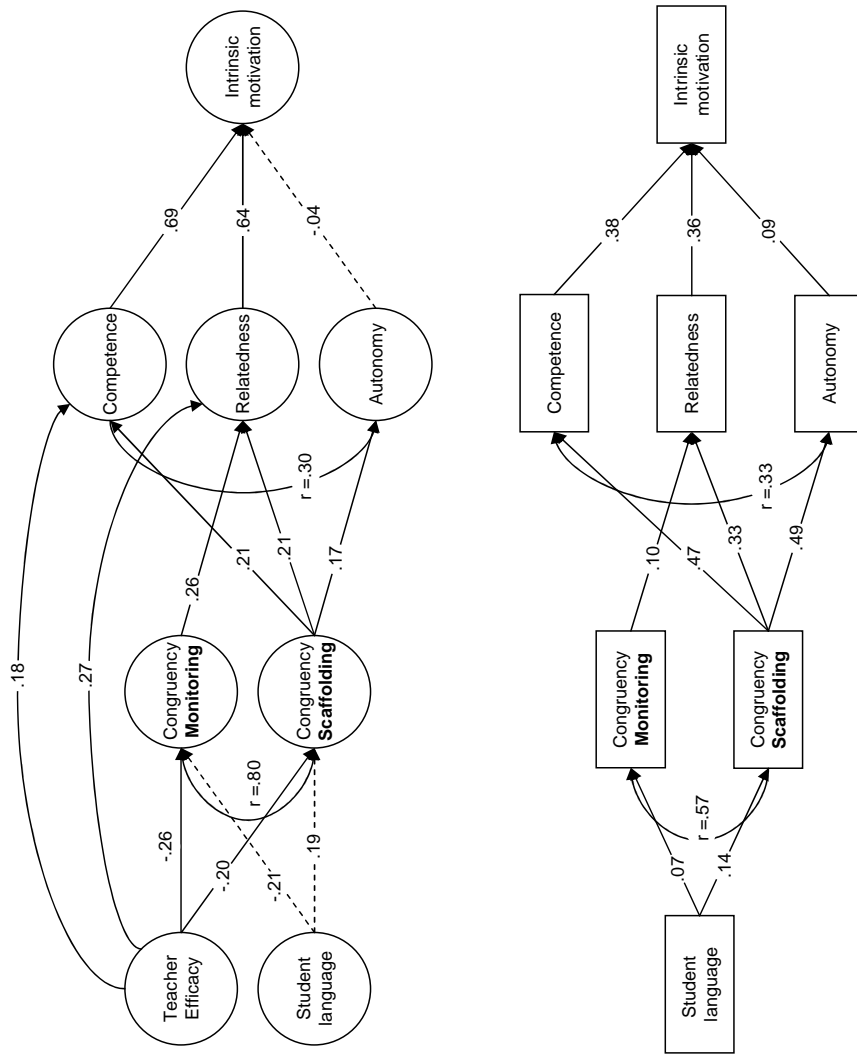 .18
.27
Teacher
Efficacy
Student
language
-.26
-.20
-.21
.19
r =.80
Congruency
Monitoring
Congruency
Scaffolding
.26
.21
.21
.17
r =.30
Competence
Relatedness
Autonomy
.69
.64
-.04
Intrinsic
motivation
Student
language
.07
.14
r =.57
Congruency
Monitoring
Congruency
Scaffolding
.10
.47
.33
.49
r =.33
Competence
Relatedness
Autonomy
.38
.36
.09
Intrinsic
motivation